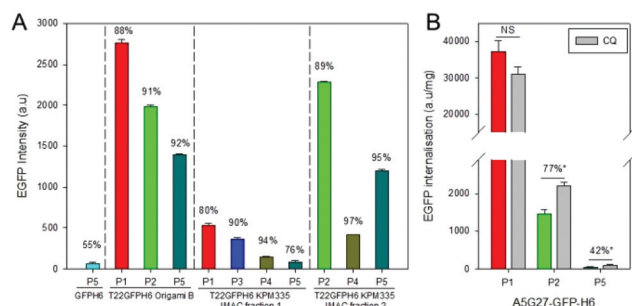 A
EGFP Intensity (a.u)
3000
2500
2000
1500
1000
500
0
55%
88%
91%
92%
80%
90%
94%
76%
89%
97%
95%
P5 P1 P2 P5 P1 P3 P4 P5 P2 P4 P5
GFPH6 T22GFPH6 Origami B T22GFPH6 KPM335 T22GFPH6 KPM335
IMAC fraction 1 IMAC fraction 2
B
EGFP internalisation (a.u/mg)
40000
30000
20000
2000
1000
0
NS
CQ
77%*
42%*
P1 P2 P5
A5G27-GFP-H6